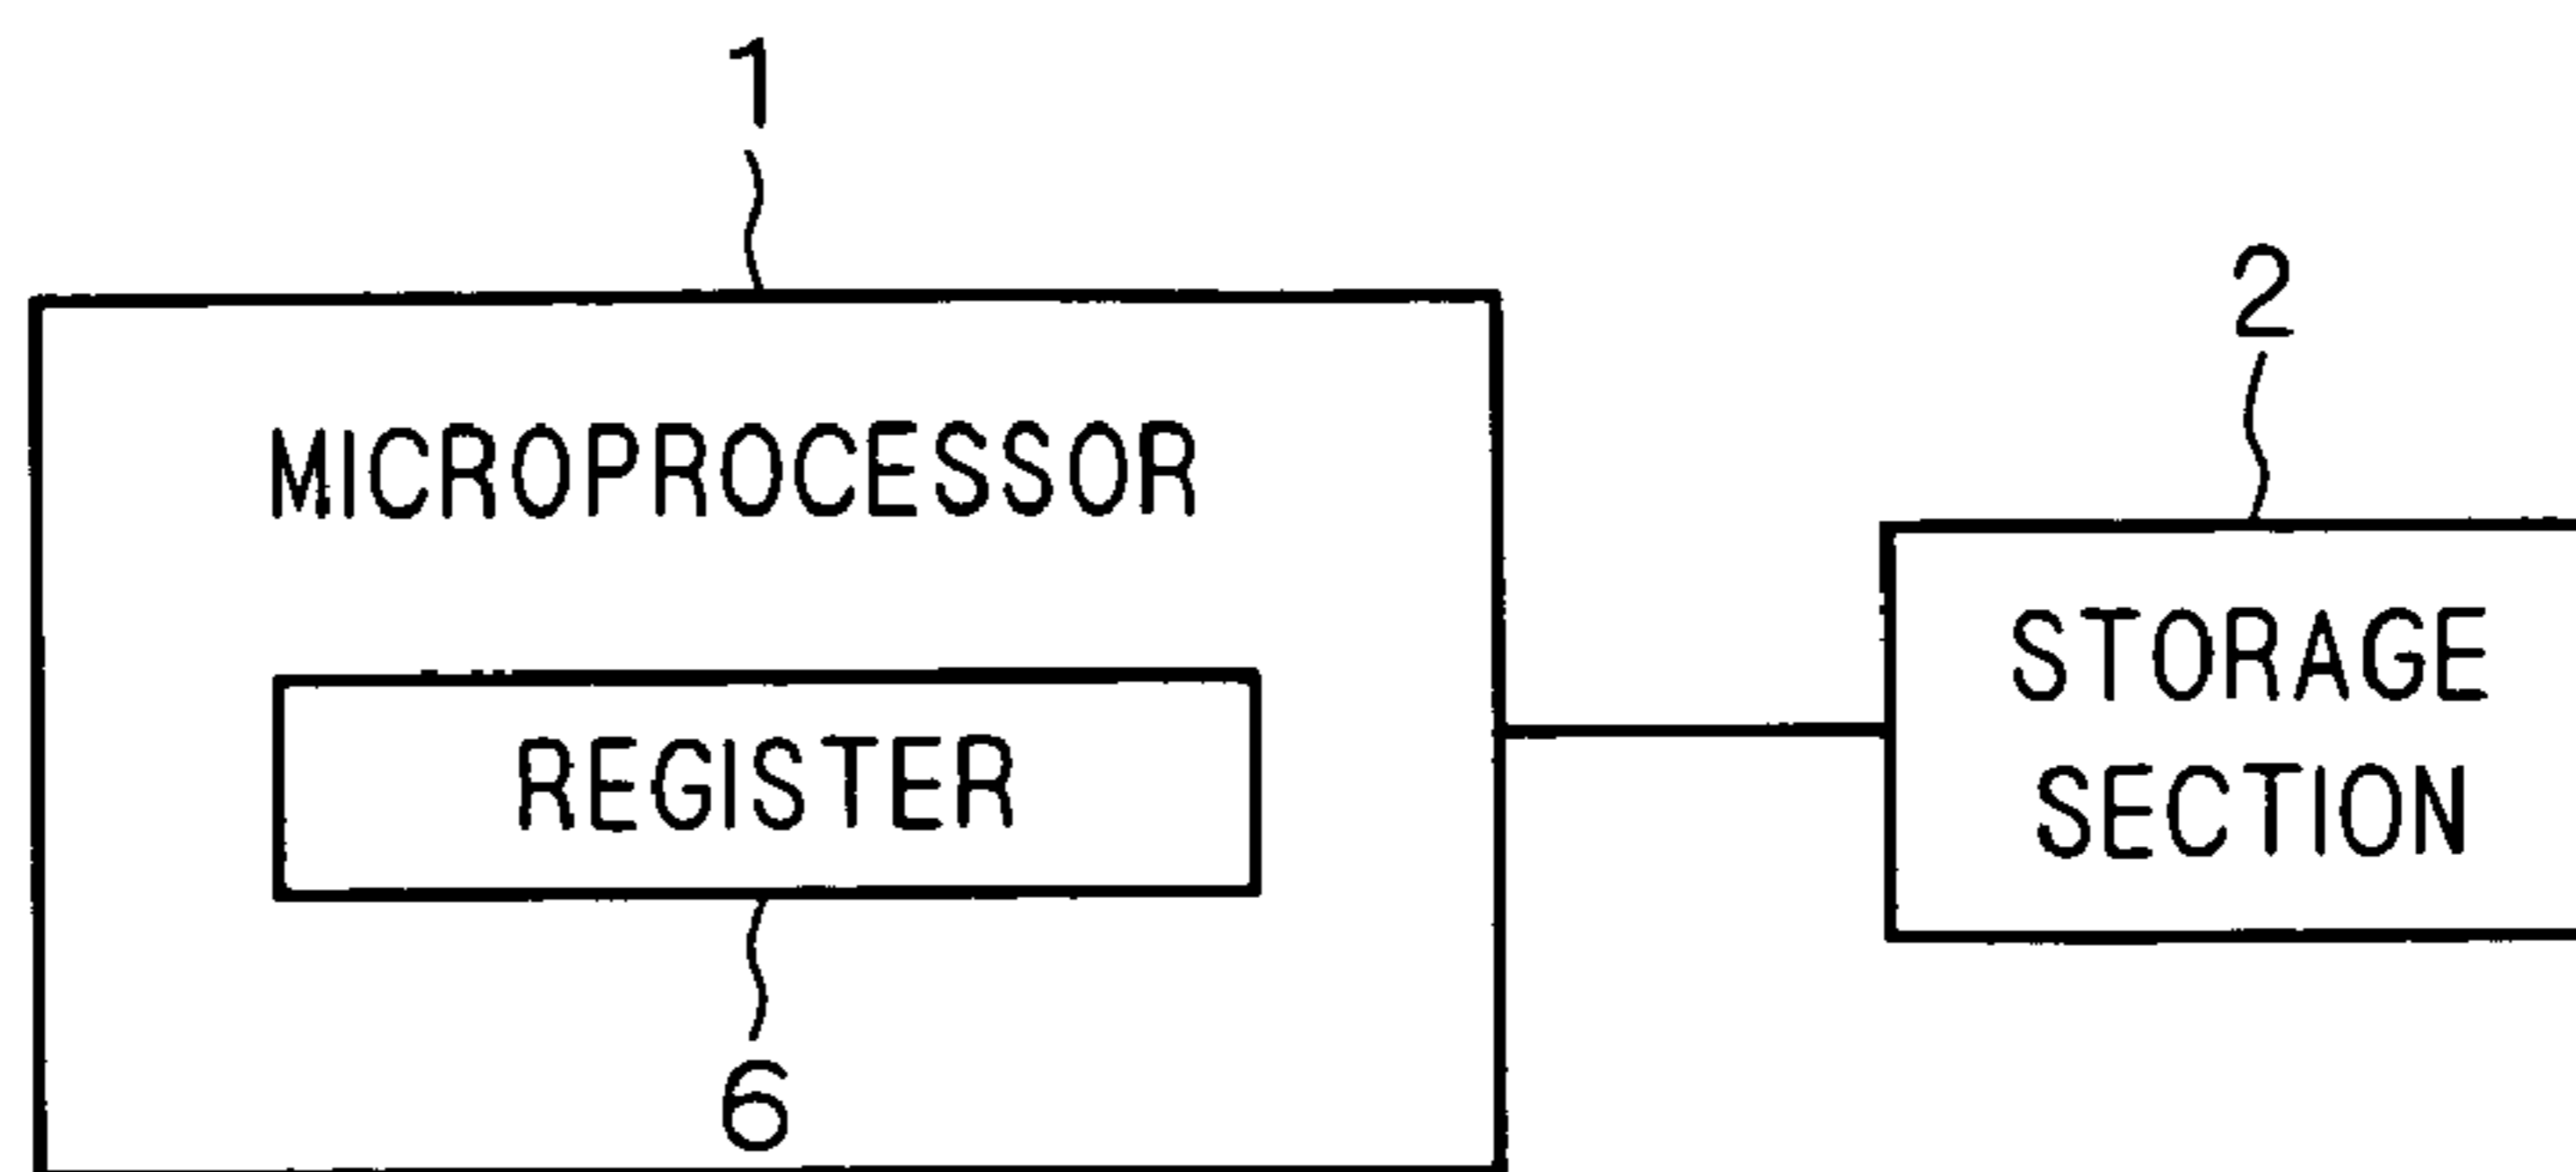 1
2
MICROPROCESSOR
STORAGE
SECTION
REGISTER
6